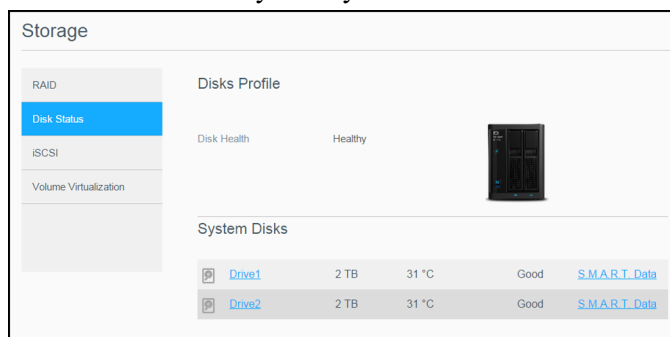 Storage
RAID
Disk Status
iSCSI
Volume Virtualization
Disks Profile
Disk Health Healthy
System Disks
Drive1 2 TB 31 °C Good S.M.A.R.T. Data
Drive2 2 TB 31 °C Good S.M.A.R.T. Data